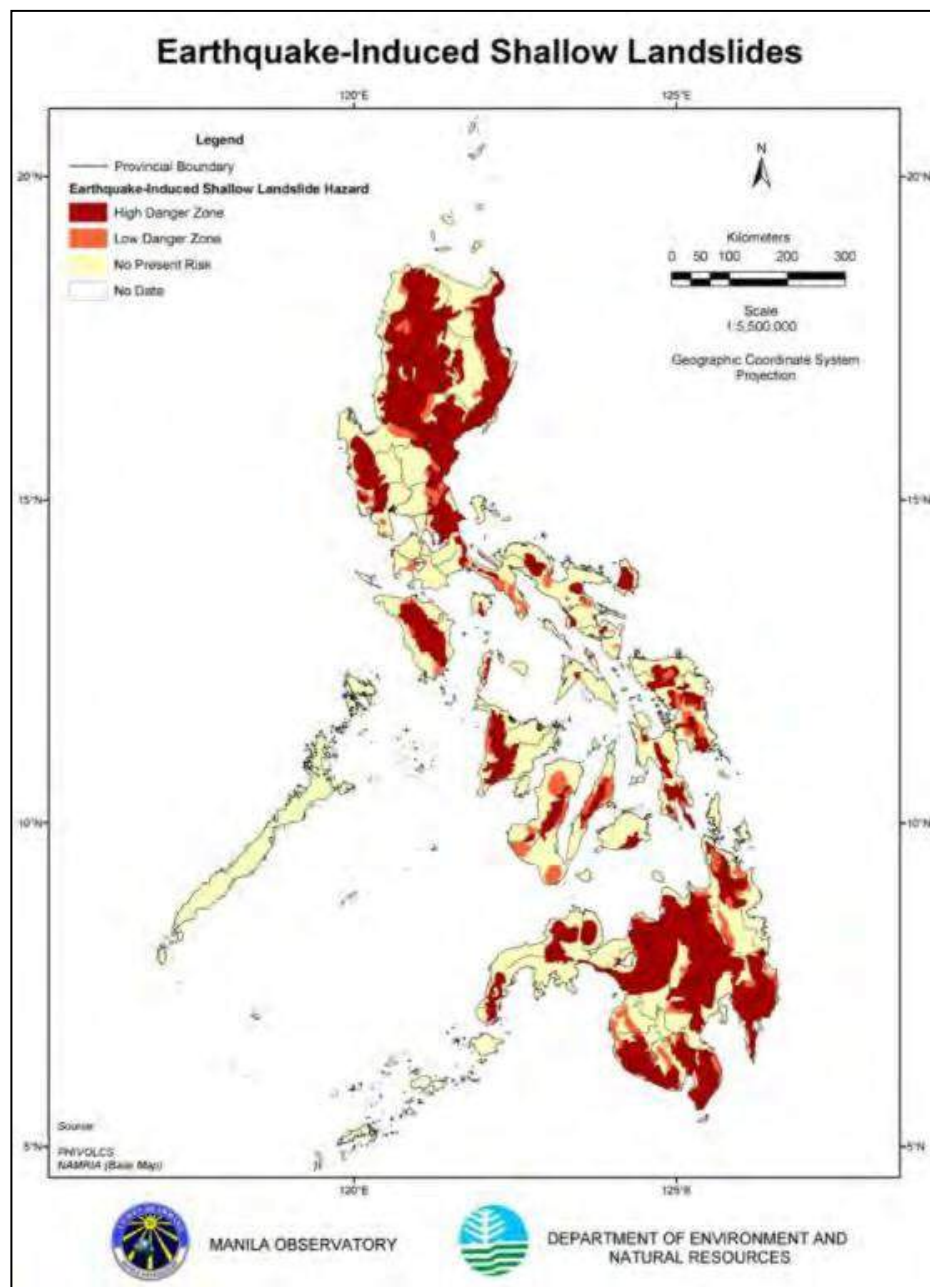 Earthquake-Induced Shallow Landslides
120°E 125°E
Legend
Provincial Boundary
Earthquake-Induced Shallow Landslide Hazard
High Danger Zone
Low Danger Zone
No Present Risk
No Date
N
Kilometers
0 50 100 200 300
Scale
1:5,500,000
Geographic Coordinate System
Projection
20°N 20°N
15°N 15°N
10°N 10°N
5°N 5°N
Source:
PHIVOLCS
NAMRIA (Base Map)
120°E 125°E
MANILA OBSERVATORY
DEPARTMENT OF ENVIRONMENT AND
NATURAL RESOURCES